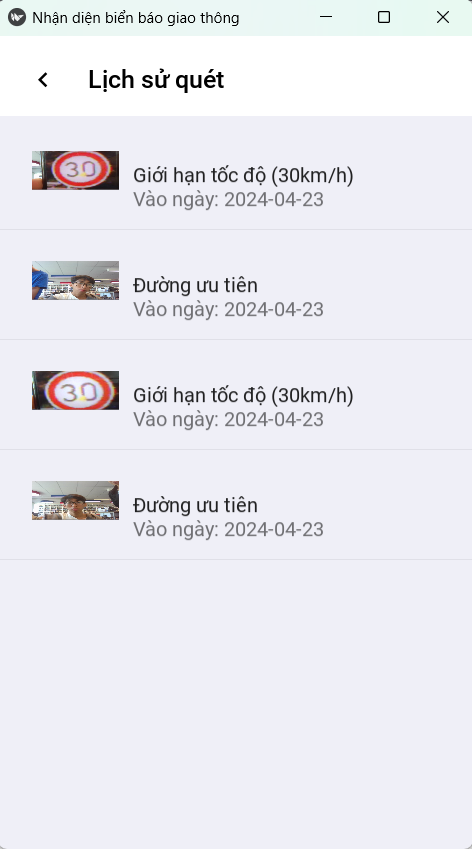 Nhận diện biển báo giao thông
Lịch sử quét
30
Giới hạn tốc độ (30km/h)
Vào ngày: 2024-04-23
Đường ưu tiên
Vào ngày: 2024-04-23
30
Giới hạn tốc độ (30km/h)
Vào ngày: 2024-04-23
Đường ưu tiên
Vào ngày: 2024-04-23